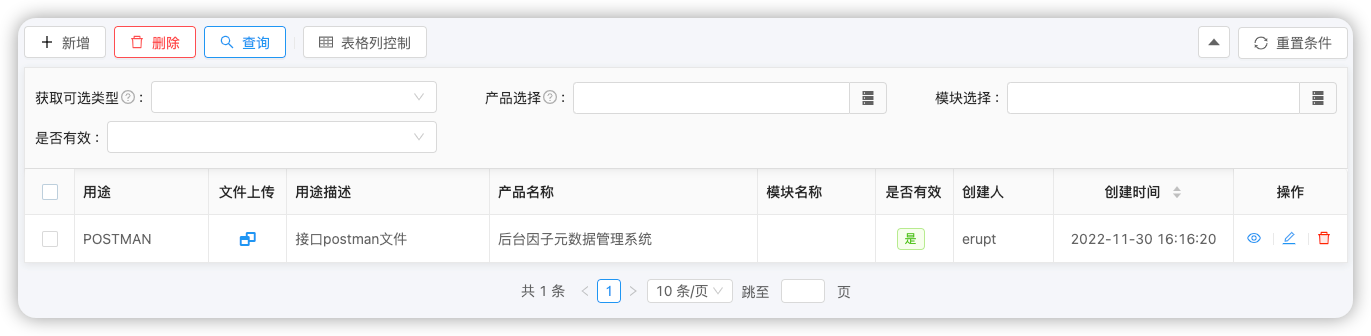 新增 删除 查询 表格列控制 重置条件
获取可选类型 ? : 产品选择 ? : 模块选择 :
是否有效 :
用途 文件上传 用途描述 产品名称 模块名称 是否有效 创建人 创建时间 操作
POSTMAN 接口postman文件 后台因子元数据管理系统 是 erupt 2022-11-30 16:16:20
共 1 条 < 1 > 10 条/页 跳至 页